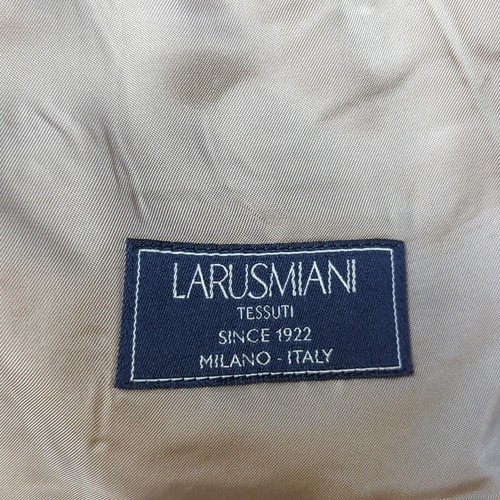 LARUSMIANI
TESSUTI
SINCE 1922
MILANO - ITALY